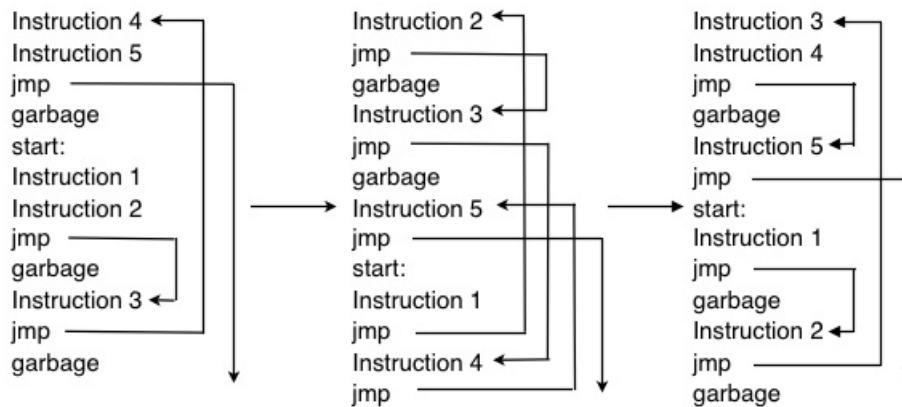 Instruction 4
Instruction 5
jmp
garbage
start:
Instruction 1
Instruction 2
jmp
garbage
Instruction 3
jmp
garbage
Instruction 2
jmp
garbage
Instruction 3
jmp
garbage
Instruction 5
jmp
start:
Instruction 1
jmp
Instruction 4
jmp
Instruction 3
Instruction 4
jmp
garbage
Instruction 5
jmp
start:
Instruction 1
jmp
garbage
Instruction 2
jmp
garbage